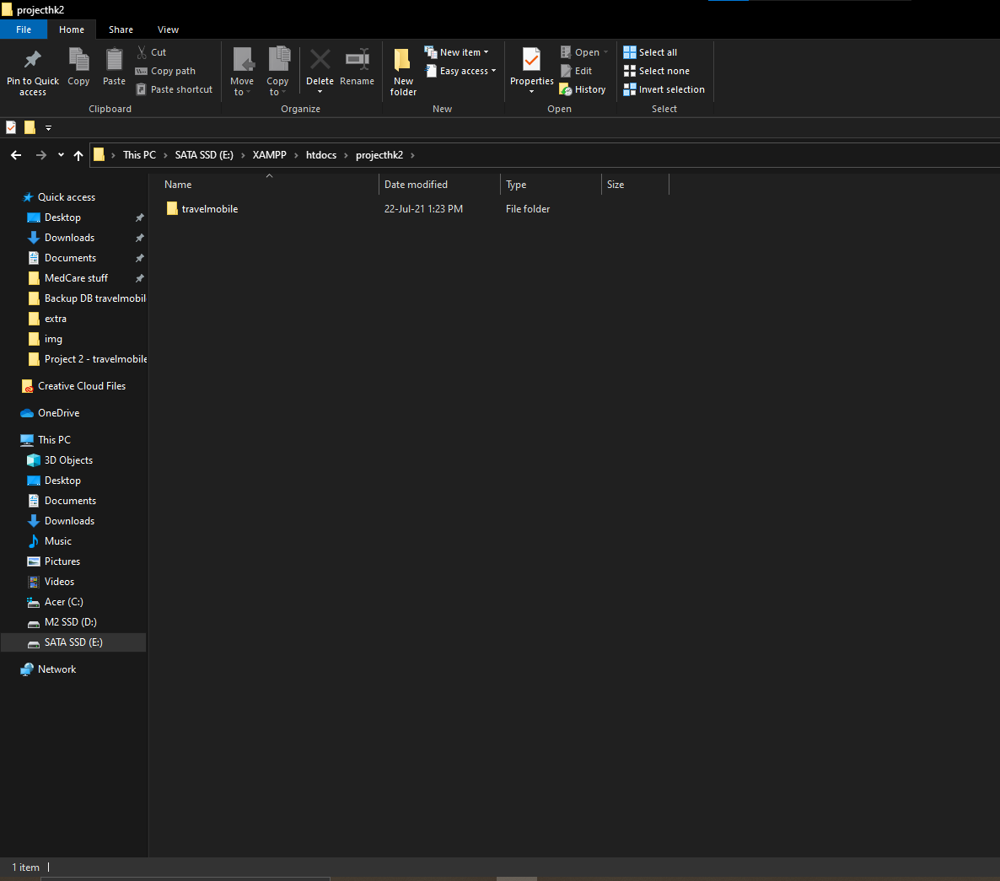 projecthk2
File Home Share View
Pin to Quick access
Copy
Paste
Cut
Copy path
Paste shortcut
Clipboard
Move to
Copy to
Delete
Rename
Organize
New folder
New item
Easy access
New
Properties
Open
Edit
History
Open
Select all
Select none
Invert selection
Select
This PC > SATA SSD (E:) > XAMPP > htdocs > projecthk2 >
Name Date modified Type Size
travelmobile 22-Jul-21 1:23 PM File folder
Quick access
Desktop
Downloads
Documents
MedCare stuff
Backup DB travelmobil
extra
img
Project 2 - travelmobile
Creative Cloud Files
OneDrive
This PC
3D Objects
Desktop
Documents
Downloads
Music
Pictures
Videos
Acer (C:)
M2 SSD (D:)
SATA SSD (E:)
Network
1 item